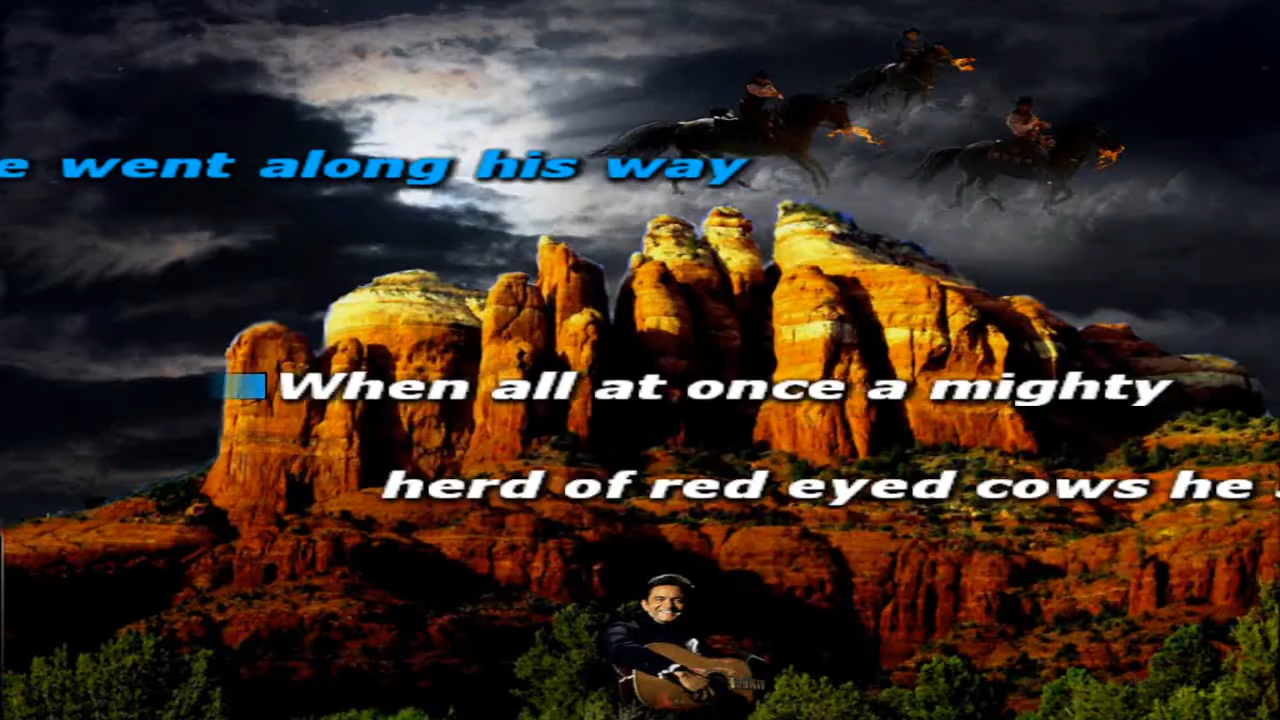 e went along his way
When all at once a mighty
herd of red eyed cows he